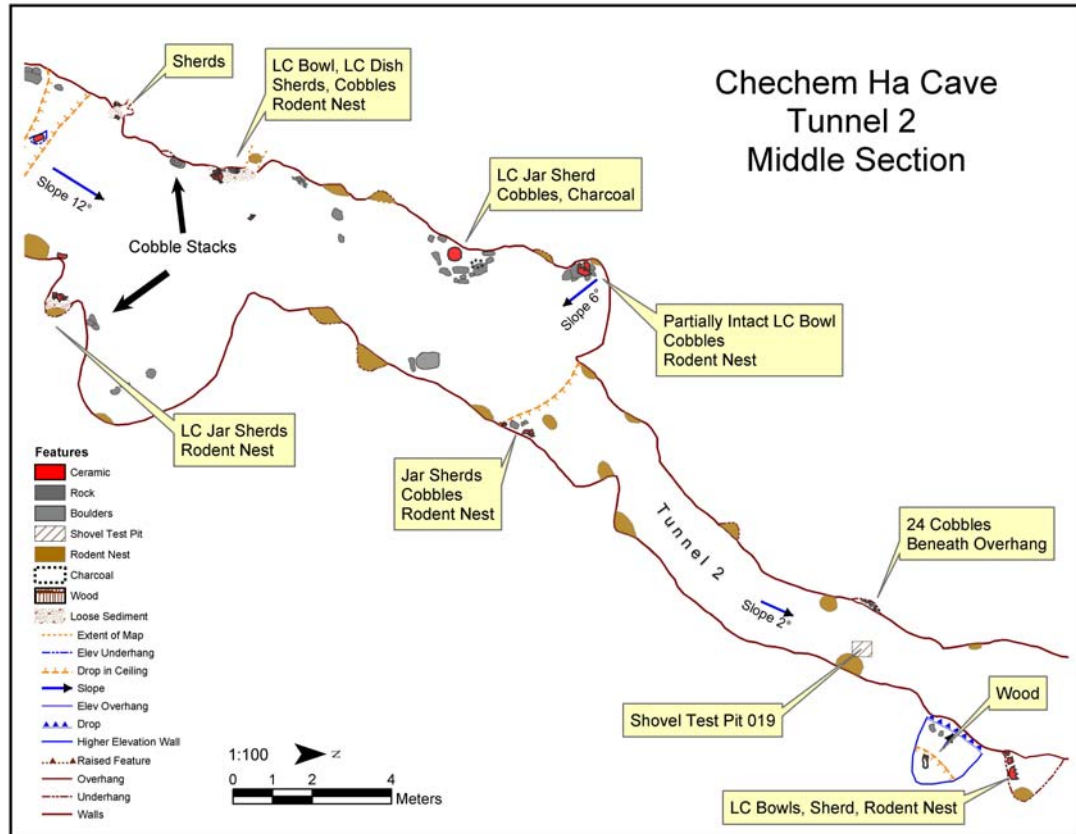 Chechem Ha Cave
Tunnel 2
Middle Section
Sherds
LC Bowl, LC Dish
Sherds, Cobbles
Rodent Nest
Slope 12°
Cobble Stacks
LC Jar Sherd
Cobbles, Charcoal
Slope 6°
Partially Intact LC Bowl
Cobbles
Rodent Nest
LC Jar Sherds
Rodent Nest
Jar Sherds
Cobbles
Rodent Nest
Tunnel 2
24 Cobbles
Beneath Overhang
Slope 2°
Shovel Test Pit 019
Wood
LC Bowls, Sherd, Rodent Nest
Features
Ceramic
Rock
Boulders
Shovel Test Pit
Rodent Nest
Charcoal
Wood
Loose Sediment
Extent of Map
Elev Underhang
Drop in Ceiling
Slope
Elev Overhang
Drop
Higher Elevation Wall
Raised Feature
Overhang
Underhang
Walls
1:100
N
0 1 2 4
Meters